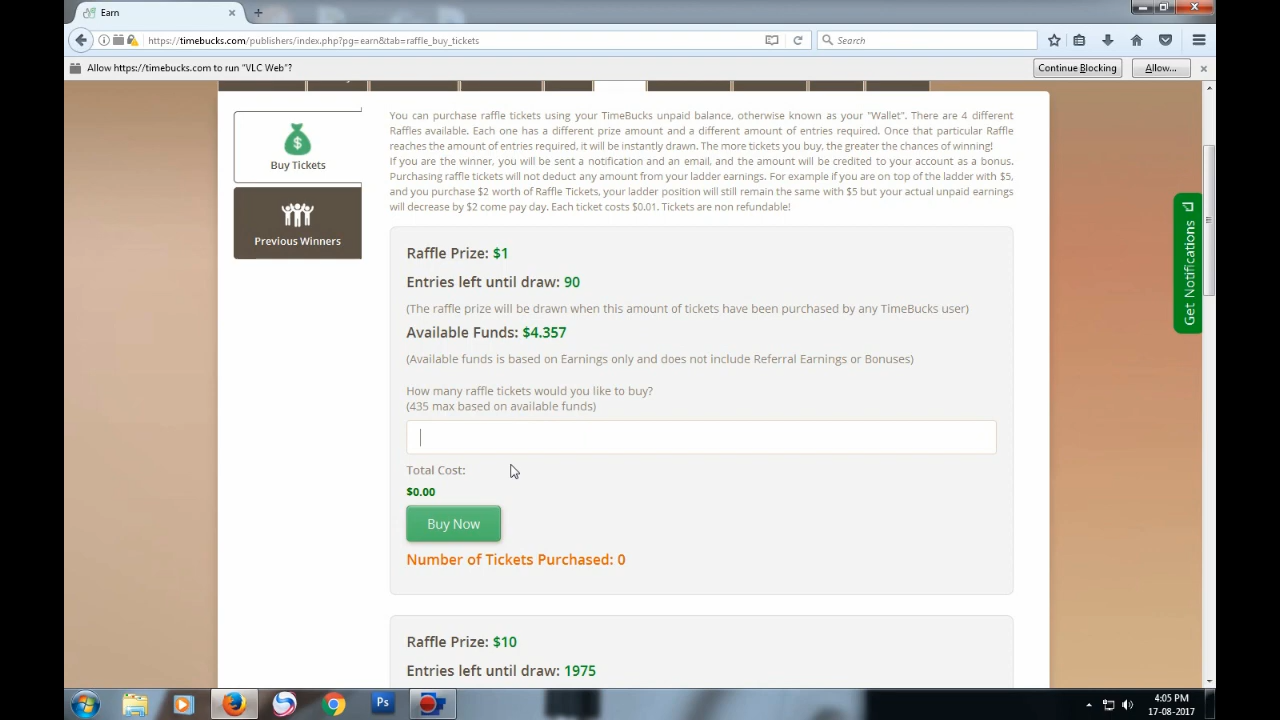 Earn
https://timebucks.com/publishers/index.php?pg=earn&tab=raffle_buy_tickets
Search
Allow https://timebucks.com to run "VLC Web"?
Continue Blocking
Allow...
Buy Tickets
Previous Winners
You can purchase raffle tickets using your TimeBucks unpaid balance, otherwise known as your "Wallet". There are 4 different
Raffles available. Each one has a different prize amount and a different amount of entries required. Once that particular Raffle
reaches the amount of entries required, it will be instantly drawn. The more tickets you buy, the greater the chances of winning!
If you are the winner, you will be sent a notification and an email, and the amount will be credited to your account as a bonus.
Purchasing raffle tickets will not deduct any amount from your ladder earnings. For example if you are on top of the ladder with $5,
and you purchase $2 worth of Raffle Tickets, your ladder position will still remain the same with $5 but your actual unpaid earnings
will decrease by $2 come pay day. Each ticket costs $0.01. Tickets are non refundable!
Raffle Prize: $1
Entries left until draw: 90
(The raffle prize will be drawn when this amount of tickets have been purchased by any TimeBucks user)
Available Funds: $4.357
(Available funds is based on Earnings only and does not include Referral Earnings or Bonuses)
How many raffle tickets would you like to buy?
(435 max based on available funds)
Total Cost:
$0.00
Buy Now
Number of Tickets Purchased: 0
Raffle Prize: $10
Entries left until draw: 1975
Get Notifications
Ps
4:05 PM
17-08-2017